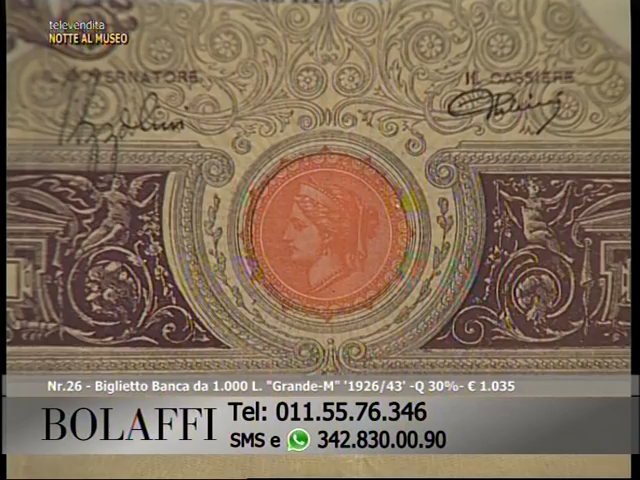 televendita
NOTTE AL MUSEO
IL GOVERNATORE
IL CASSIERE
Nr.26 - Biglietto Banca da 1.000 L. "Grande-M" '1926/43' -Q 30%- € 1.035
BOLAFFI
Tel: 011.55.76.346
SMS e 342.830.00.90